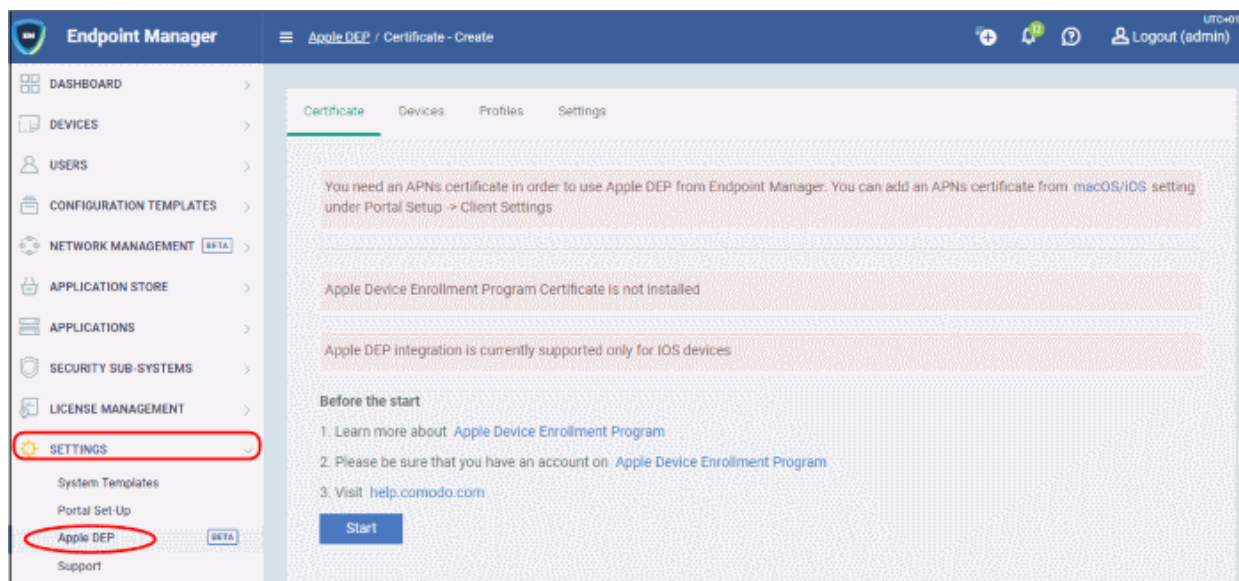 UTC+01
EM Endpoint Manager
Apple DEP / Certificate - Create
Logout (admin)
DASHBOARD
DEVICES
USERS
CONFIGURATION TEMPLATES
NETWORK MANAGEMENT BETA
APPLICATION STORE
APPLICATIONS
SECURITY SUB-SYSTEMS
LICENSE MANAGEMENT
SETTINGS
System Templates
Portal Set-Up
Apple DEP BETA
Support
Certificate Devices Profiles Settings
You need an APNs certificate in order to use Apple DEP from Endpoint Manager. You can add an APNs certificate from macOS/iOS setting
under Portal Setup -> Client Settings
Apple Device Enrollment Program Certificate is not installed
Apple DEP integration is currently supported only for IOS devices
Before the start
1. Learn more about Apple Device Enrollment Program
2. Please be sure that you have an account on Apple Device Enrollment Program
3. Visit help.comodo.com
Start